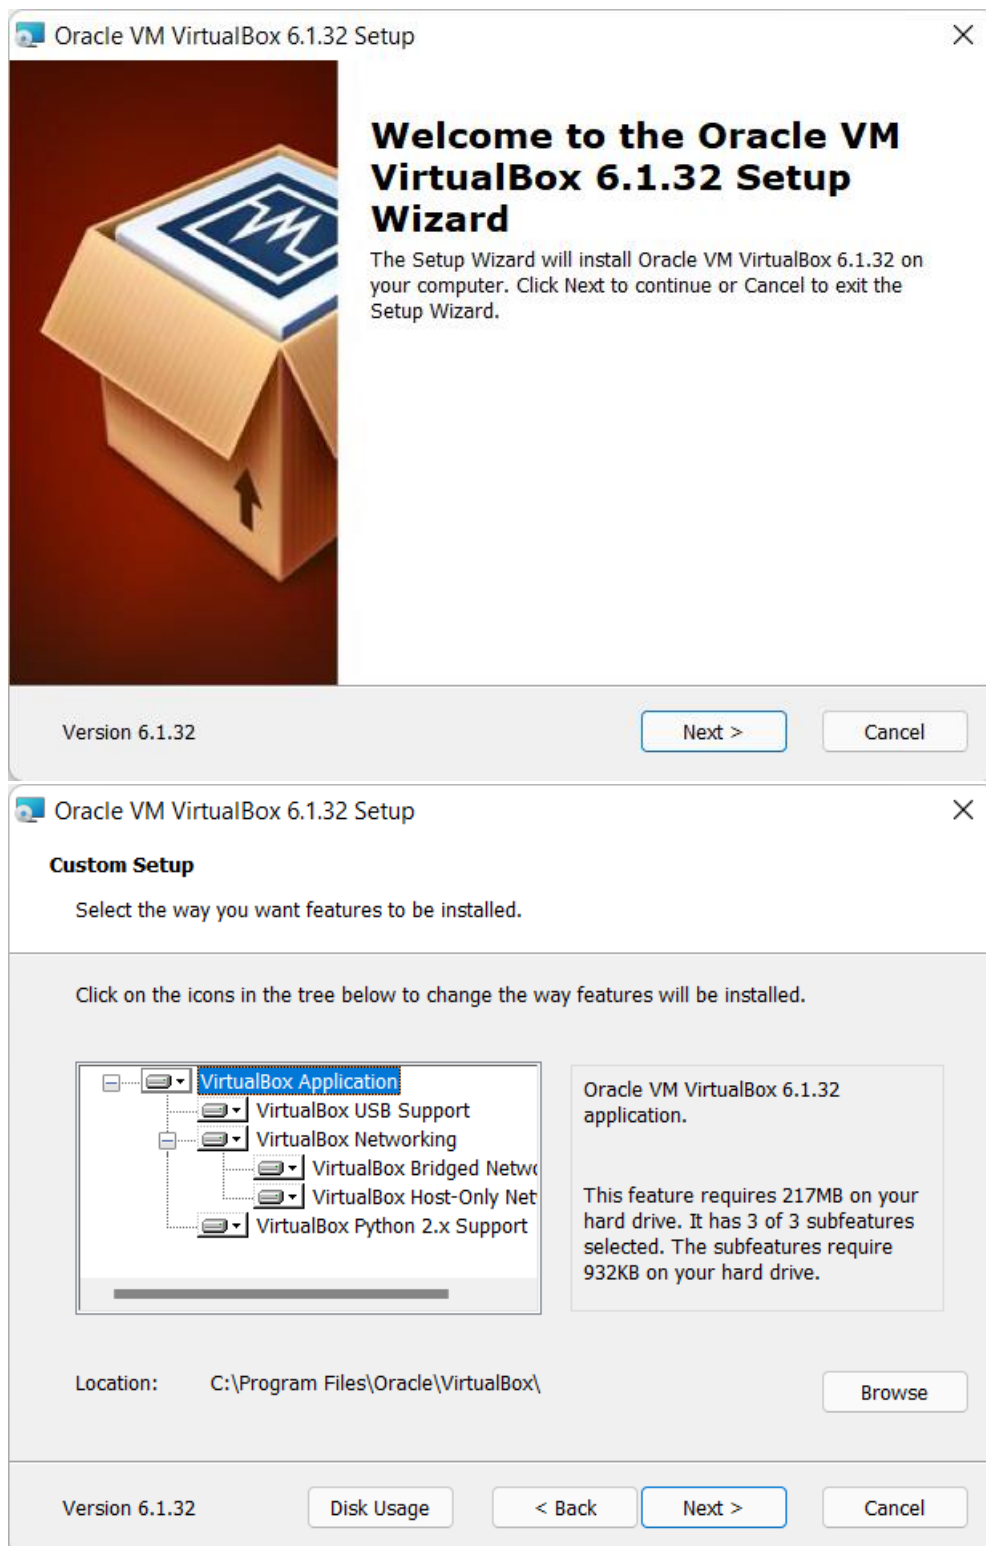 Oracle VM VirtualBox 6.1.32 Setup
Welcome to the Oracle VM
VirtualBox 6.1.32 Setup
Wizard
The Setup Wizard will install Oracle VM VirtualBox 6.1.32 on
your computer. Click Next to continue or Cancel to exit the
Setup Wizard.
Version 6.1.32
Next >
Cancel
Oracle VM VirtualBox 6.1.32 Setup
Custom Setup
Select the way you want features to be installed.
Click on the icons in the tree below to change the way features will be installed.
VirtualBox Application
VirtualBox USB Support
VirtualBox Networking
VirtualBox Bridged Netwo
VirtualBox Host-Only Net
VirtualBox Python 2.x Support
Oracle VM VirtualBox 6.1.32
application.
This feature requires 217MB on your
hard drive. It has 3 of 3 subfeatures
selected. The subfeatures require
932KB on your hard drive.
Location:
C:\Program Files\Oracle\VirtualBox\
Browse
Version 6.1.32
Disk Usage
< Back
Next >
Cancel